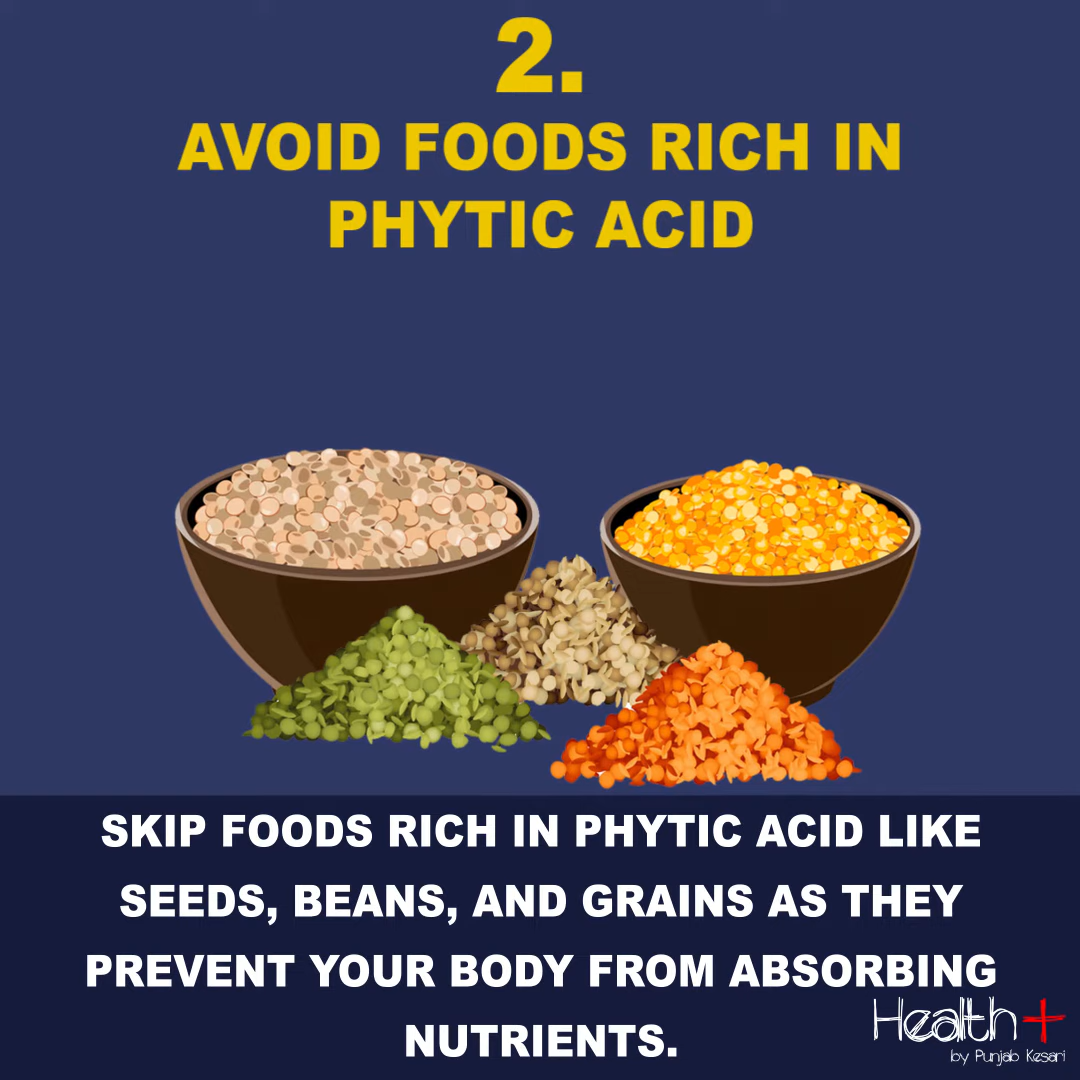 2.
AVOID FOODS RICH IN
PHYTIC ACID
SKIP FOODS RICH IN PHYTIC ACID LIKE
SEEDS, BEANS, AND GRAINS AS THEY
PREVENT YOUR BODY FROM ABSORBING
NUTRIENTS.
Health+
by Punjab Kesari